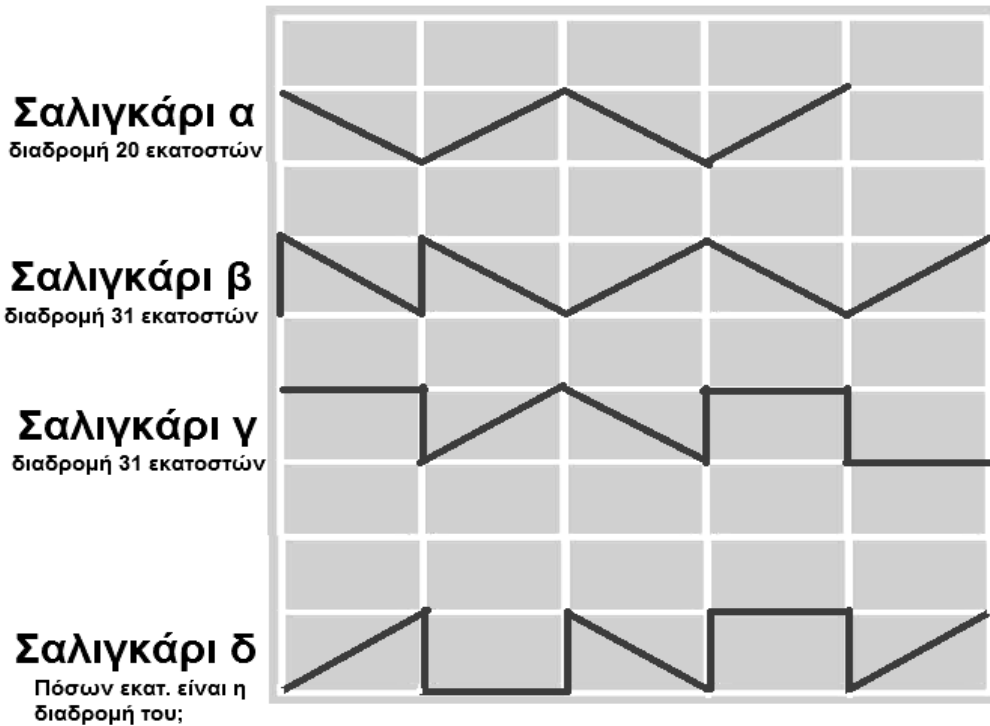 Σαλιγκάρι α
διαδρομή 20 εκατοστών
Σαλιγκάρι β
διαδρομή 31 εκατοστών
Σαλιγκάρι γ
διαδρομή 31 εκατοστών
Σαλιγκάρι δ
Πόσων εκατ. είναι η
διαδρομή του;